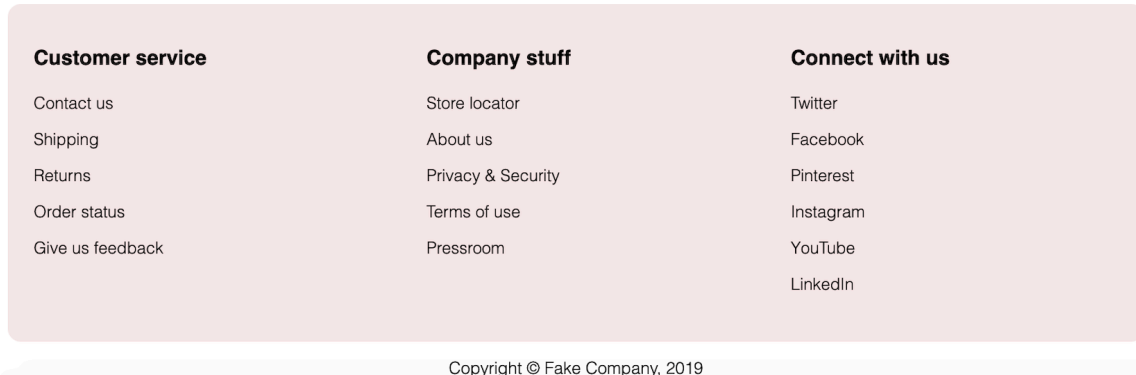 Customer service
Contact us
Shipping
Returns
Order status
Give us feedback
Company stuff
Store locator
About us
Privacy & Security
Terms of use
Pressroom
Connect with us
Twitter
Facebook
Pinterest
Instagram
YouTube
LinkedIn
Copyright © Fake Company, 2019